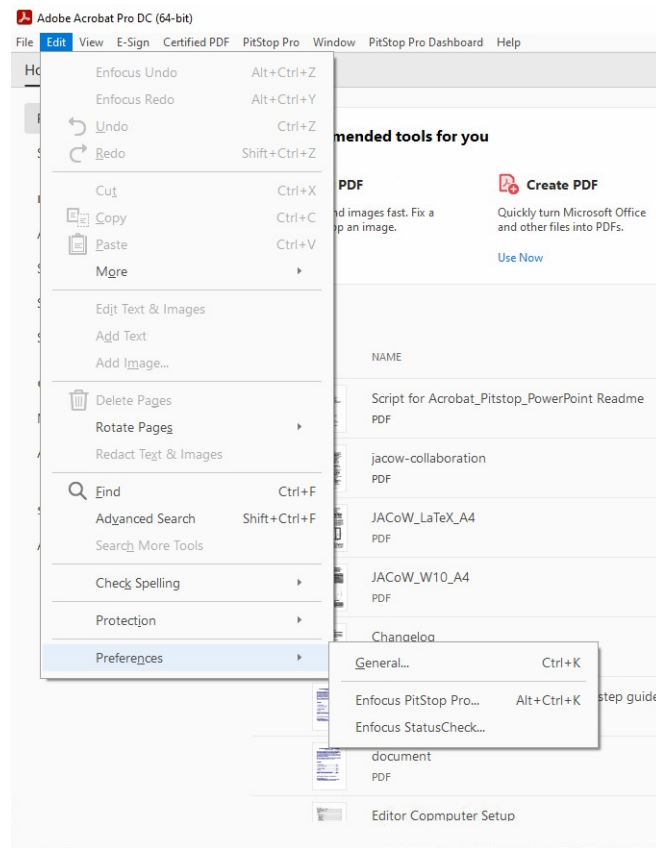 Adobe Acrobat Pro DC (64-bit)
File Edit View E-Sign Certified PDF PitStop Pro Window PitStop Pro Dashboard Help
Enfocus Undo Alt+Ctrl+Z
Enfocus Redo Alt+Ctrl+Y
Undo Ctrl+Z
Redo Shift+Ctrl+Z
Cut Ctrl+X
Copy Ctrl+C
Paste Ctrl+V
More
Edit Text & Images
Add Text
Add Image...
Delete Pages
Rotate Pages
Redact Text & Images
Find Ctrl+F
Advanced Search Shift+Ctrl+F
Search More Tools
Check Spelling
Protection
Preferences
General... Ctrl+K
Enfocus PitStop Pro... Alt+Ctrl+K
Enfocus StatusCheck...
tools for you
PDF
images fast. Fix a
an image.
Create PDF
Quickly turn Microsoft Office
and other files into PDFs.
Use Now
NAME
Script for Acrobat_Pitstop_PowerPoint Readme
PDF
jacow-collaboration
PDF
JACoW_LaTeX_A4
PDF
JACoW_W10_A4
PDF
Changelog
step guide
document
PDF
Editor Copmputer Setup